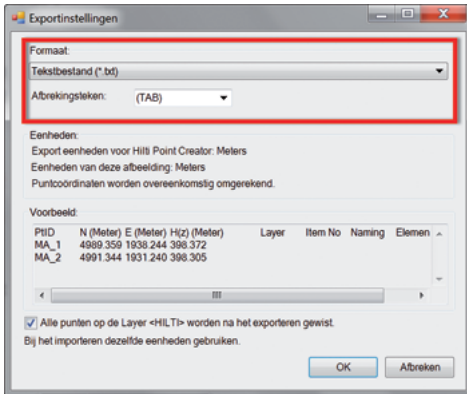 Exportinstellingen
Formaat:
Tekstbestand (*.txt)
Afbrekingsteken: (TAB)
Eenheden:
Export eenheden voor Hilti Point Creator: Meters
Eenheden van deze afbeelding: Meters
Puntcoördinaten worden overeenkomstig omgerekend.
Voorbeeld:
PtID N (Meter) E (Meter) H(z) (Meter) Layer Item No Naming Elemen
MA_1 4989.359 1938.244 398.372
MA_2 4991.344 1931.240 398.305
Alle punten op de Layer <HILTI> worden na het exporteren gewist.
Bij het importeren dezelfde eenheden gebruiken.
OK Afbreken